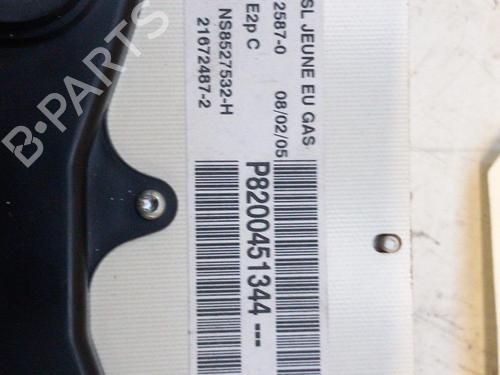 SL JEUNE EU GAS
2587-0 08/02/05
E2p C
NS8527532-H
21672487-2
P8200451344 ---
B-PARTS